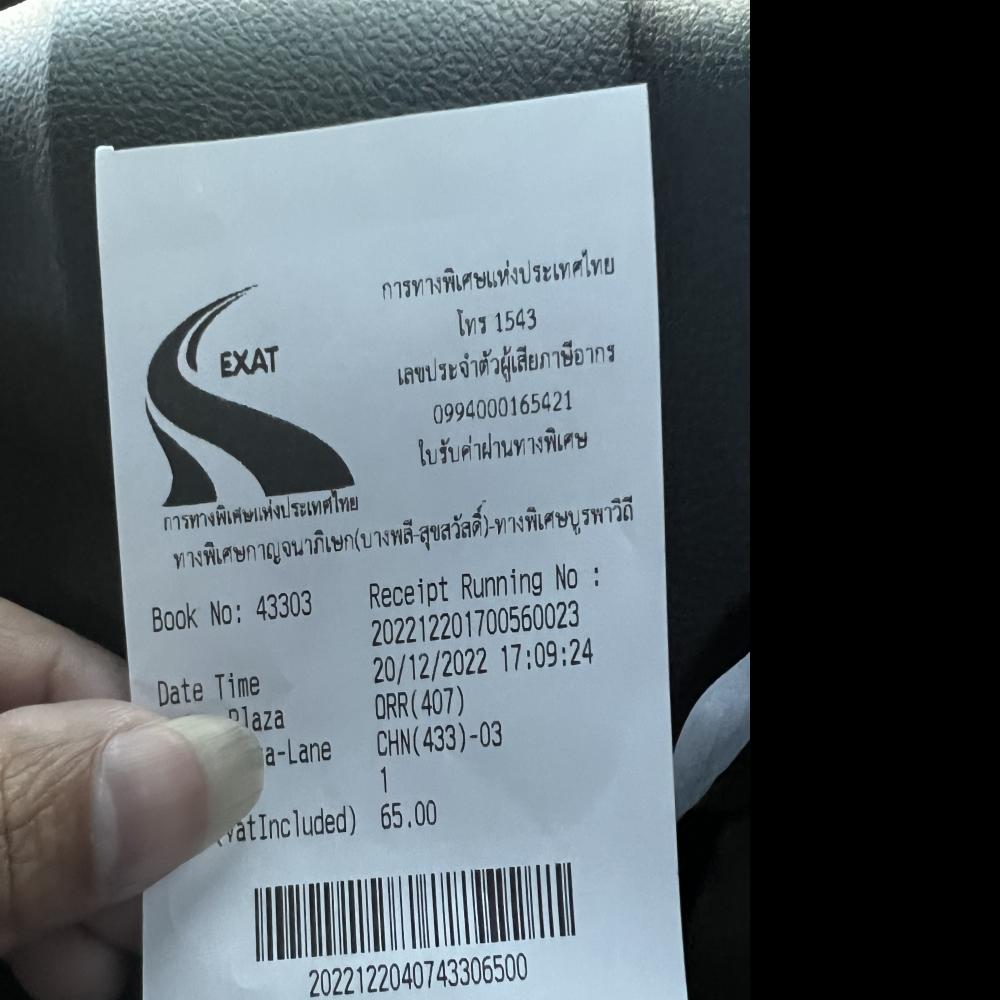 การทางพิเศษแห่งประเทศไทย
โทร 1543
เลขประจำตัวผู้เสียภาษีอากร
0994000165421
ใบรับค่าผ่านทางพิเศษ
EXAT
การทางพิเศษแห่งประเทศไทย
ทางพิเศษกาญจนาภิเษก(บางพลี-สุขสวัสดิ์)-ทางพิเศษบูรพาวิถี
Book No: 43303 Receipt Running No :
202212201700560023
Date Time 20/12/2022 17:09:24
Plaza ORR(407)
a-Lane CHN(433)-03
1
(VatIncluded) 65.00
2022122040743306500